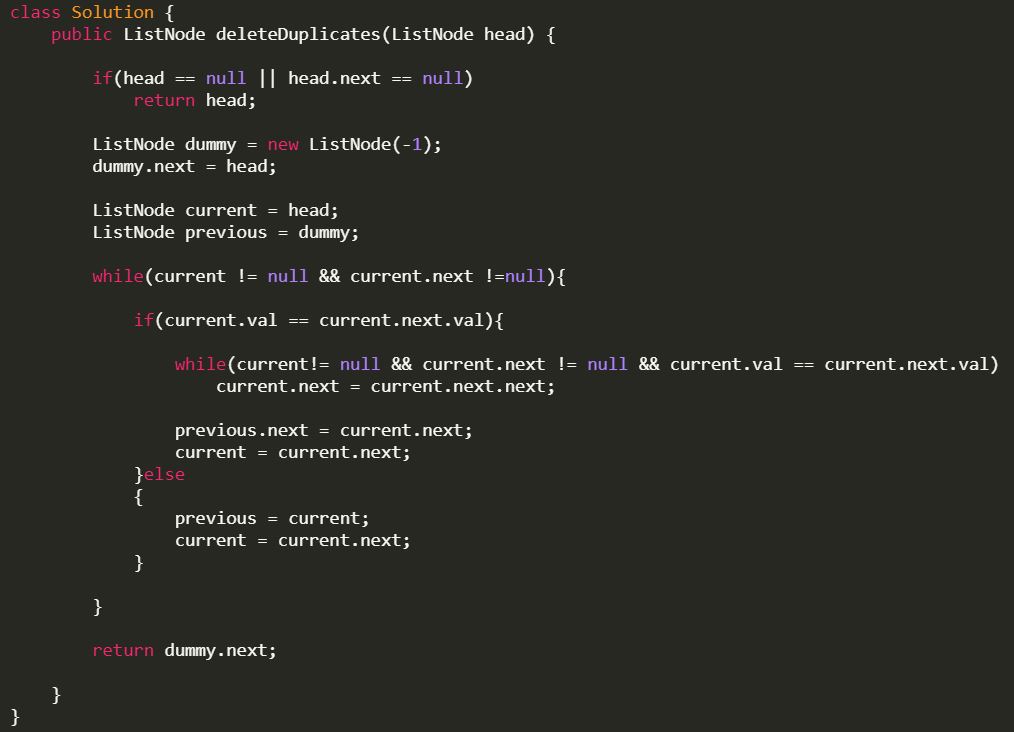 class Solution {
    public ListNode deleteDuplicates(ListNode head) {
        if(head == null || head.next == null)
            return head;
        ListNode dummy = new ListNode(-1);
        dummy.next = head;
        ListNode current = head;
        ListNode previous = dummy;
        while(current != null && current.next !=null){
            if(current.val == current.next.val){
                while(current!= null && current.next != null && current.val == current.next.val)
                    current.next = current.next.next;
                previous.next = current.next;
                current = current.next;
            }else
            {
                previous = current;
                current = current.next;
            }
        }
        return dummy.next;
    }
}